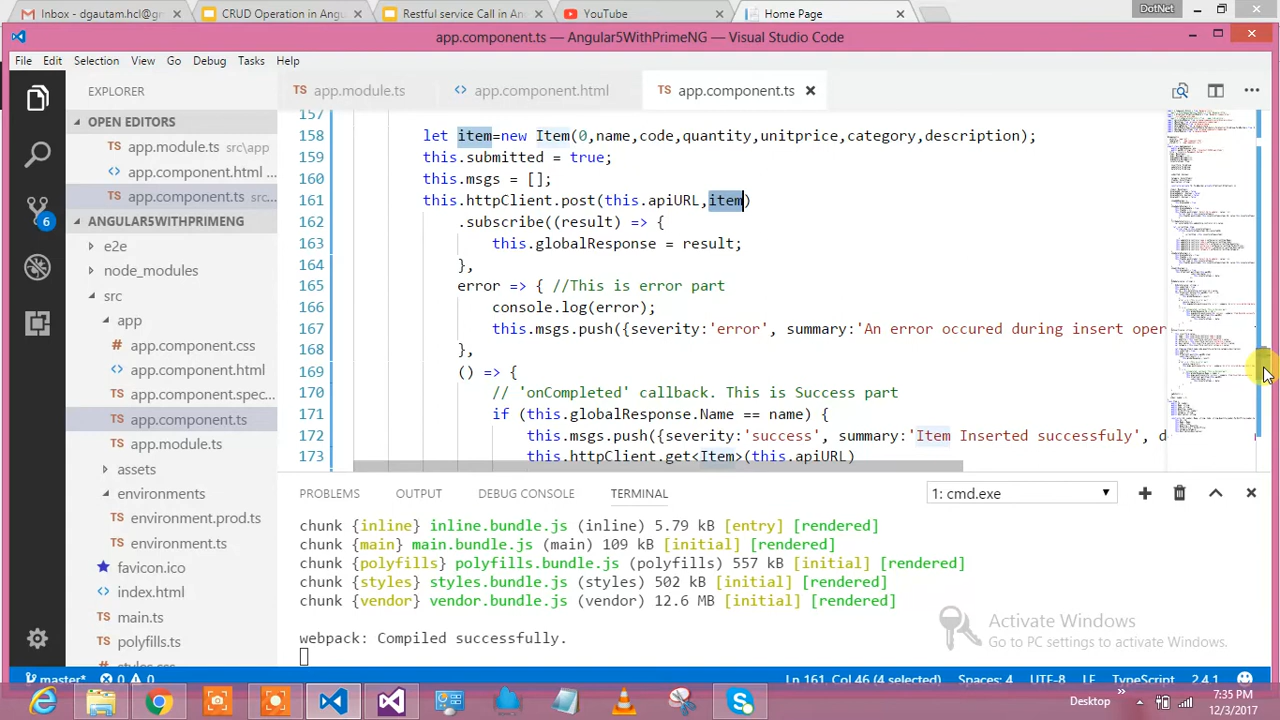 Inbox - dgautam.hcl@gmail
CRUD Operation in Angular
Restful service Call in An
YouTube
Home Page
DotNet
app.component.ts — Angular5WithPrimeNG — Visual Studio Code
File Edit Selection View Go Debug Tasks Help
EXPLORER
app.module.ts
app.component.html
app.component.ts
OPEN EDITORS
app.module.ts src\app
app.component.html ...
app.component.ts src...
ANGULAR5WITHPRIMENG
e2e
node_modules
src
app
app.component.css
app.component.html
app.component.spec...
app.component.ts
app.module.ts
assets
environments
environment.prod.ts
environment.ts
favicon.ico
index.html
main.ts
polyfills.ts
styles.css
6
157
158 let item= (0,name,code,quantity,uniprice,category,description);
159 this.submitted = true;
160 this.msgs = [];
161 this.httpClient.post(this.apiURL,item)
162 ((result) => {
163 this.globalResponse = result;
164 },
165 error => { //This is error part
166 .log(error);
167 this.msgs.push({severity:'error', summary:'An error occured during insert oper
168 },
169 () => {
170 // 'onCompleted' callback. This is Success part
171 if (this.globalResponse.Name == name) {
172 this.msgs.push({severity:'Success', summary:'Item Inserted successfuly', d
173 this.httpClient.get<Item>(this.apiURL)
PROBLEMS OUTPUT DEBUG CONSOLE TERMINAL
1: cmd.exe
chunk {inline} inline.bundle.js (inline) 5.79 kB [entry] [rendered]
chunk {main} main.bundle.js (main) 109 kB [initial] [rendered]
chunk {polyfills} polyfills.bundle.js (polyfills) 557 kB [initial] [rendered]
chunk {styles} styles.bundle.js (styles) 502 kB [initial] [rendered]
chunk {vendor} vendor.bundle.js (vendor) 12.6 MB [initial] [rendered]
webpack: Compiled successfully.
Activate Windows
Go to PC settings to activate Windows.
master* 0 0
Ln 161, Col 46 (4 selected) Spaces: 4 UTF-8 LF TypeScript 2.4.1
Desktop
7:35 PM
12/3/2017